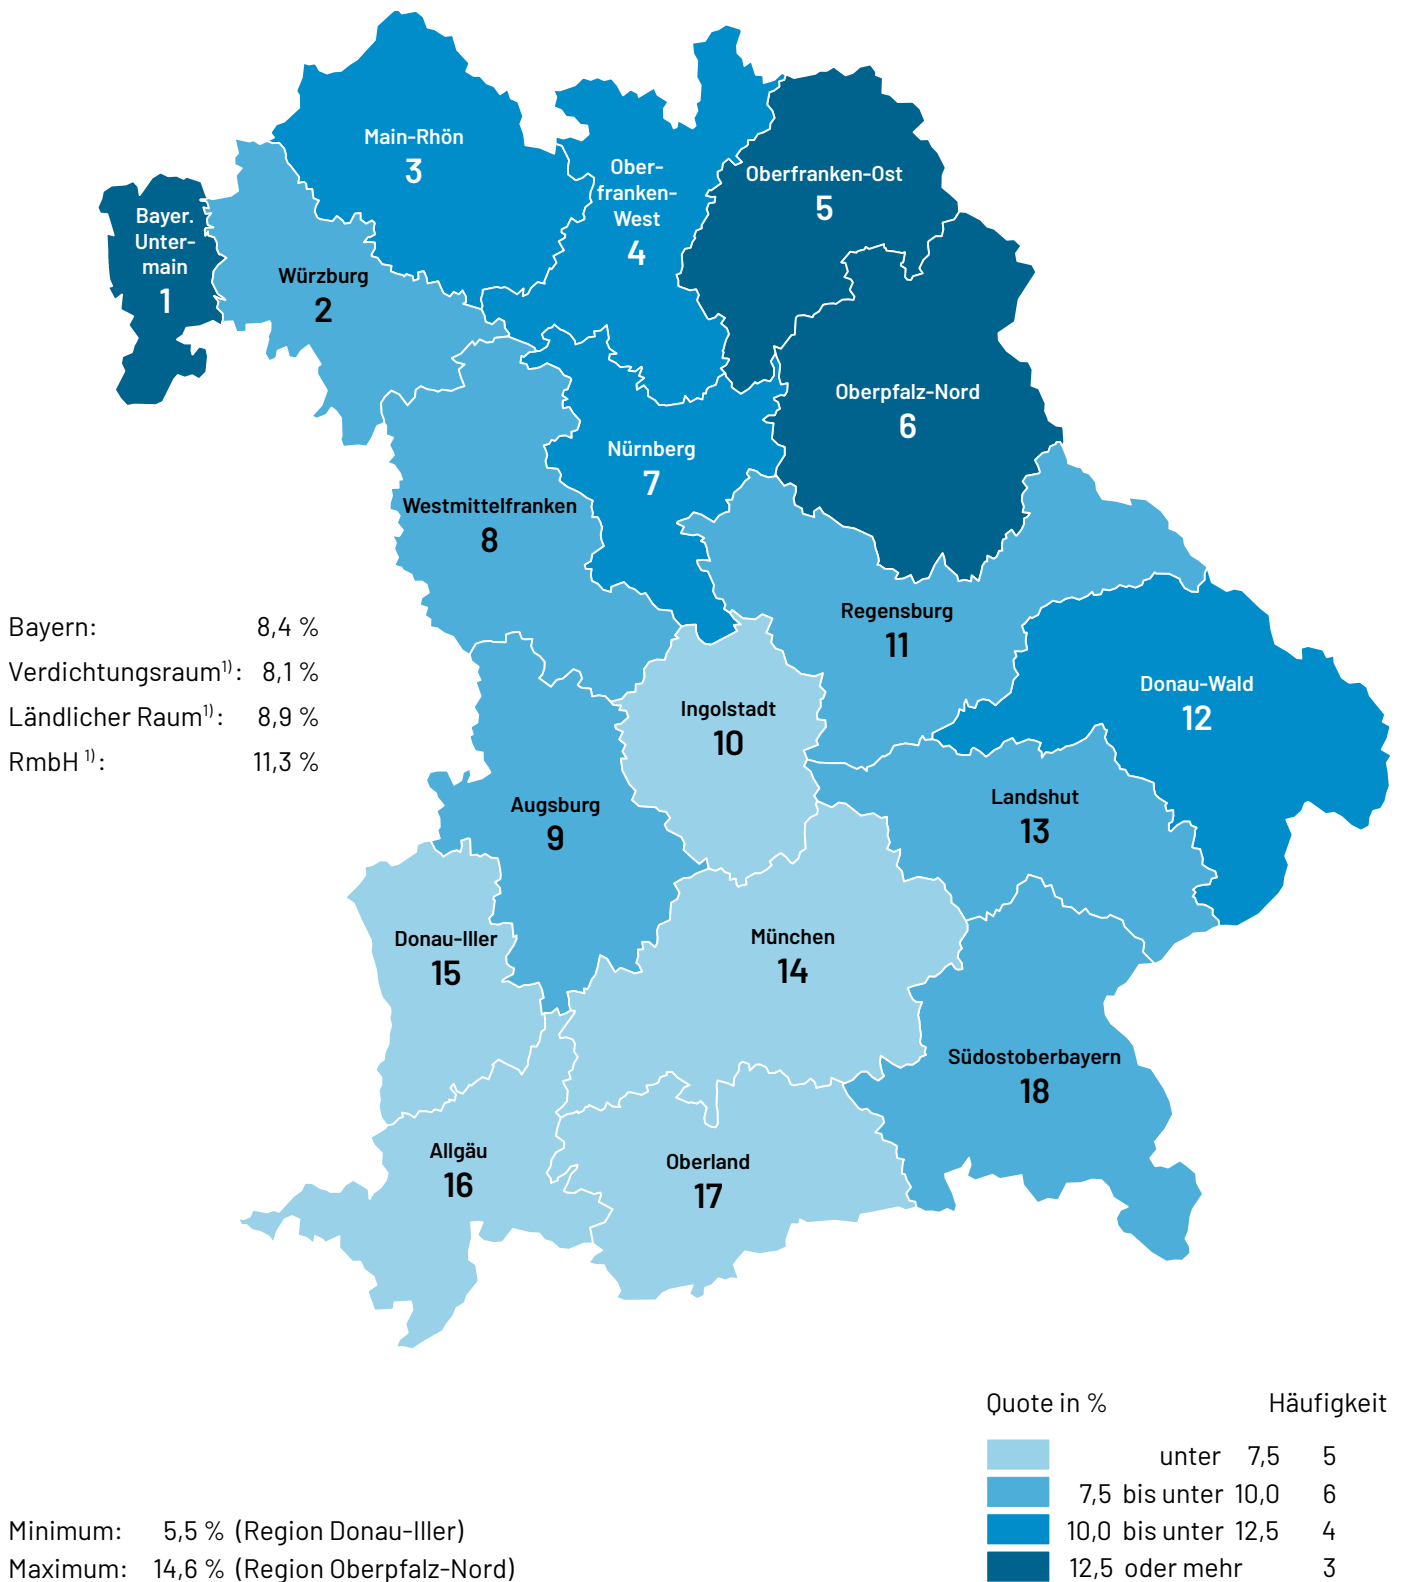 Main-Rhön
3
Ober-
franken-
West
4
Oberfranken-Ost
5
Bayer.
Unter-
main
1
Würzburg
2
Oberpfalz-Nord
6
Nürnberg
7
Westmittelfranken
8
Regensburg
11
Bayern: 8,4 %
Verdichtungsraum1): 8,1 %
Ländlicher Raum1): 8,9 %
RmbH 1): 11,3 %
Donau-Wald
12
Ingolstadt
10
Augsburg
9
Landshut
13
Donau-Iller
15
München
14
Südostoberbayern
18
Allgäu
16
Oberland
17
Quote in % Häufigkeit
unter 7,5 5
7,5 bis unter 10,0 6
10,0 bis unter 12,5 4
12,5 oder mehr 3
Minimum: 5,5 % (Region Donau-Iller)
Maximum: 14,6 % (Region Oberpfalz-Nord)